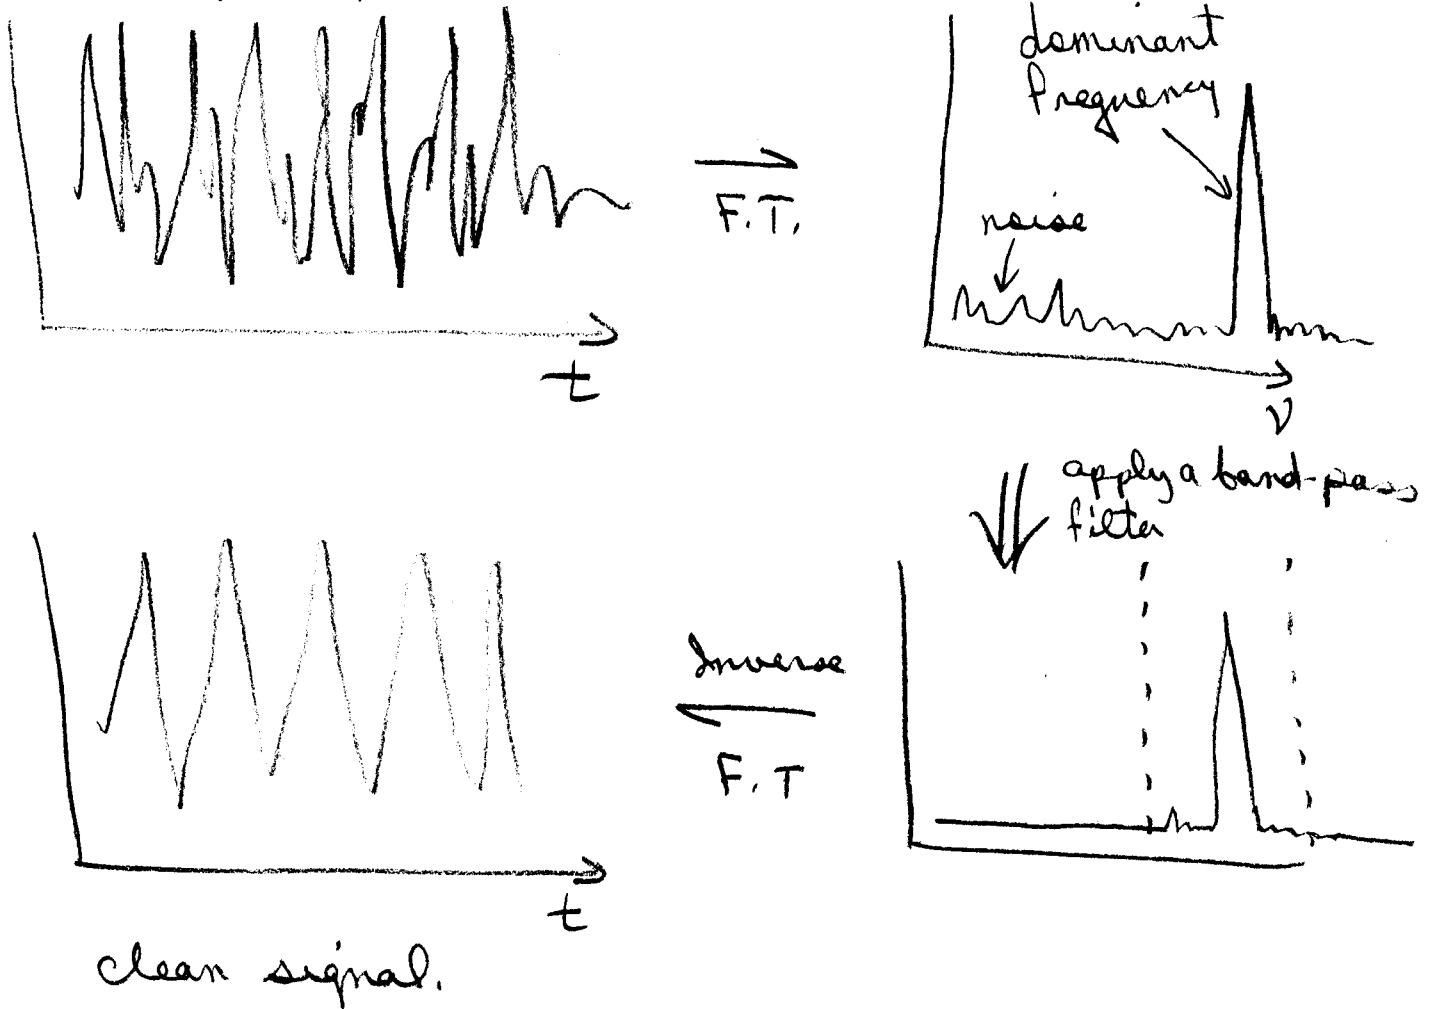 dominant
frequency
noise
F.T.
t
ν
apply a band-pass
filter
Inverse
F.T
t
clean signal.